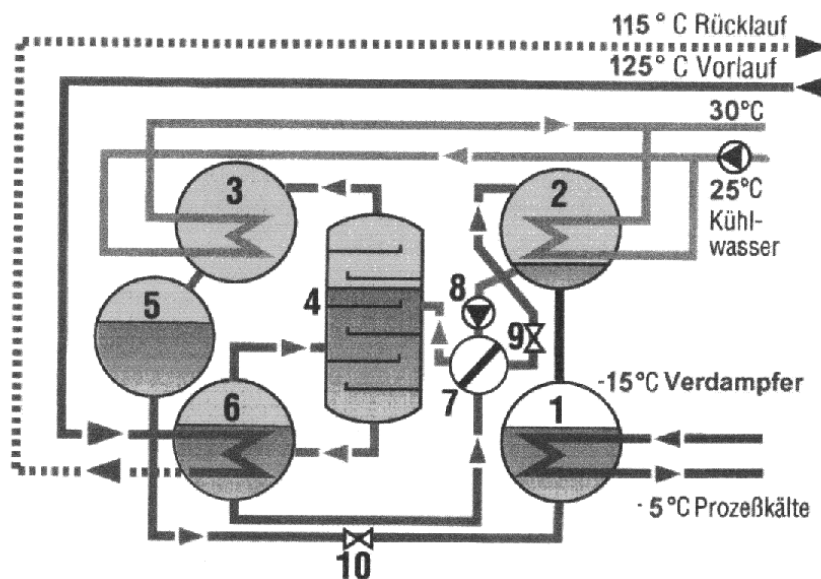 115° C Rücklauf
125° C Vorlauf
30°C
25°C
Kühl-
wasser
3
2
4
8
5
9
6
7
-15°C Verdampfer
1
- 5°C Prozeßkälte
10